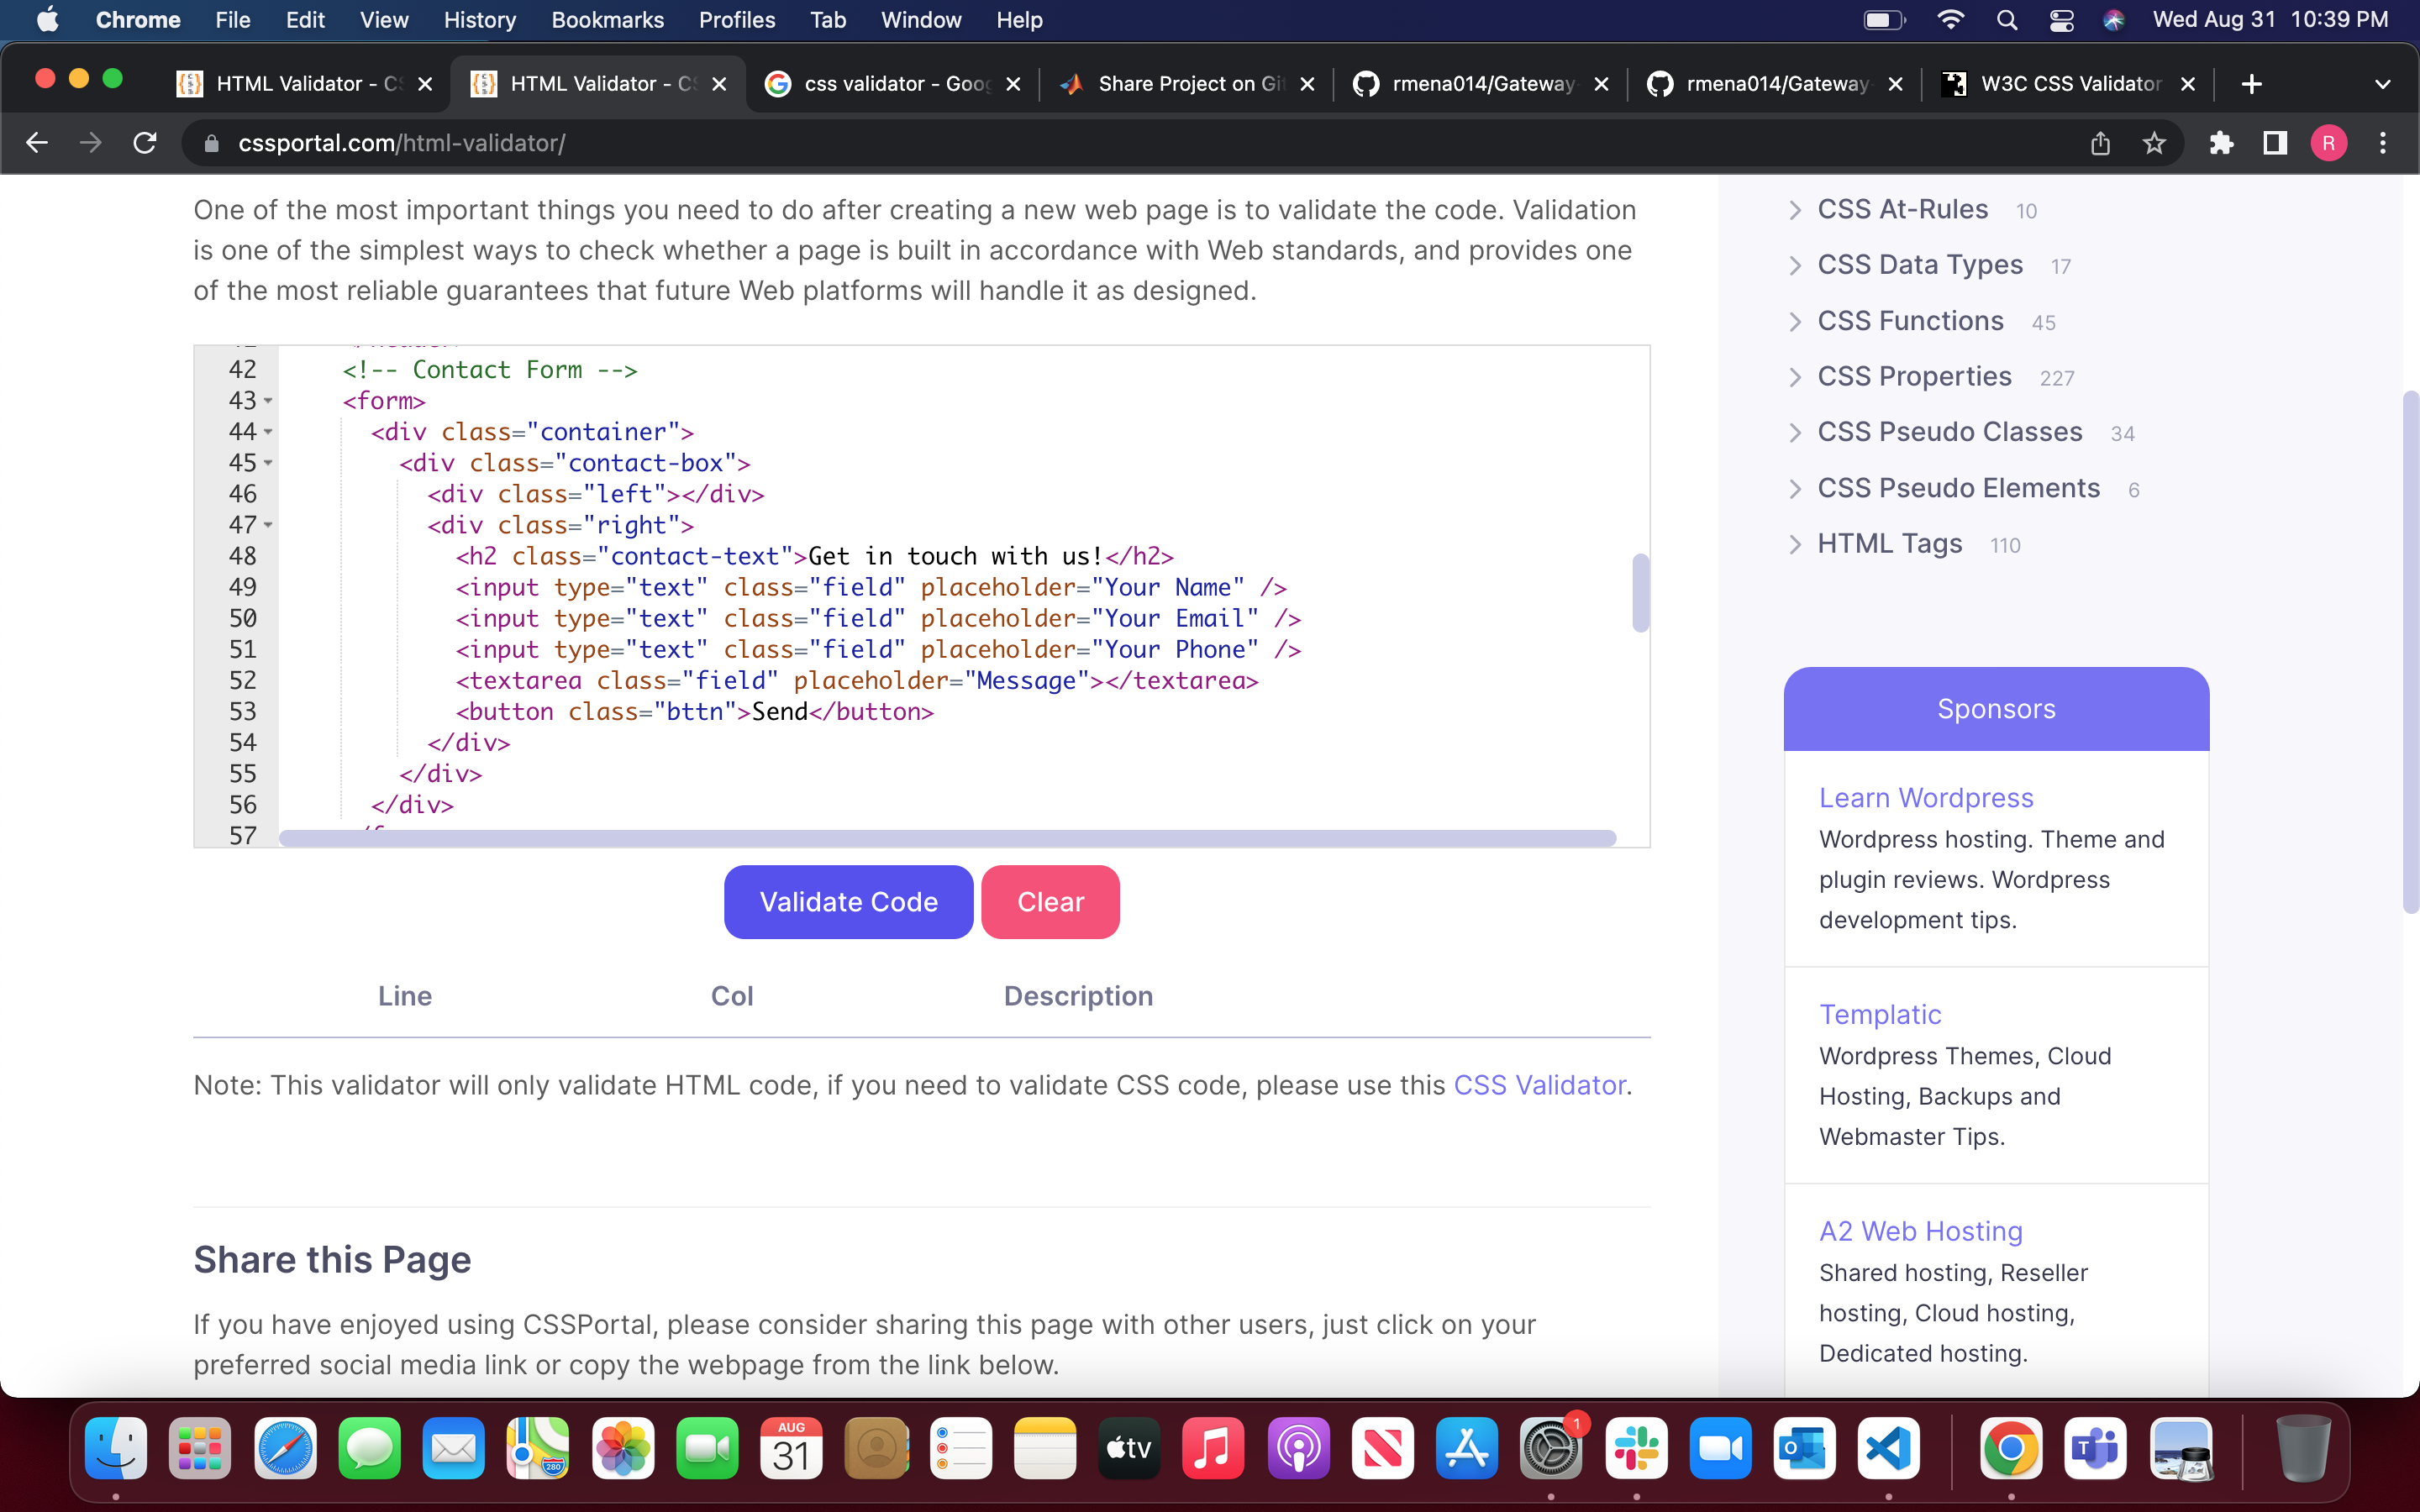 Chrome File Edit View History Bookmarks Profiles Tab Window Help Wed Aug 31 10:39 PM
HTML Validator - CS HTML Validator - CS css validator - Goog Share Project on Git rmena014/Gateway- rmena014/Gateway- W3C CSS Validator
cssportal.com/html-validator/ R
One of the most important things you need to do after creating a new web page is to validate the code. Validation
is one of the simplest ways to check whether a page is built in accordance with Web standards, and provides one
of the most reliable guarantees that future Web platforms will handle it as designed.
42 <!-- Contact Form -->
43 <form>
44 <div class="container">
45 <div class="contact-box">
46 <div class="left"></div>
47 <div class="right">
48 <h2 class="contact-text">Get in touch with us!</h2>
49 <input type="text" class="field" placeholder="Your Name" />
50 <input type="text" class="field" placeholder="Your Email" />
51 <input type="text" class="field" placeholder="Your Phone" />
52 <textarea class="field" placeholder="Message"></textarea>
53 <button class="bttn">Send</button>
54 </div>
55 </div>
56 </div>
57
Validate Code Clear
Line Col Description
Note: This validator will only validate HTML code, if you need to validate CSS code, please use this CSS Validator.
Share this Page
If you have enjoyed using CSSPortal, please consider sharing this page with other users, just click on your
preferred social media link or copy the webpage from the link below.
CSS At-Rules 10
CSS Data Types 17
CSS Functions 45
CSS Properties 227
CSS Pseudo Classes 34
CSS Pseudo Elements 6
HTML Tags 110
Sponsors
Learn Wordpress
Wordpress hosting. Theme and
plugin reviews. Wordpress
development tips.
Templatic
Wordpress Themes, Cloud
Hosting, Backups and
Webmaster Tips.
A2 Web Hosting
Shared hosting, Reseller
hosting, Cloud hosting,
Dedicated hosting.
AUG
31
280
tv
1
O
T